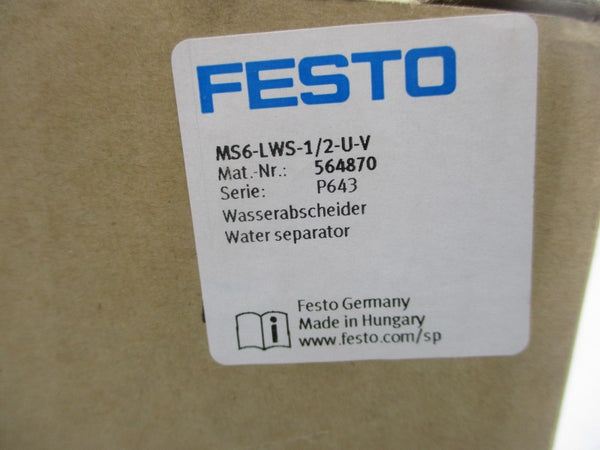 FESTO
MS6-LWS-1/2-U-V
Mat.-Nr.: 564870
Serie: P643
Wasserabscheider
Water separator
Festo Germany
Made in Hungary
www.festo.com/sp